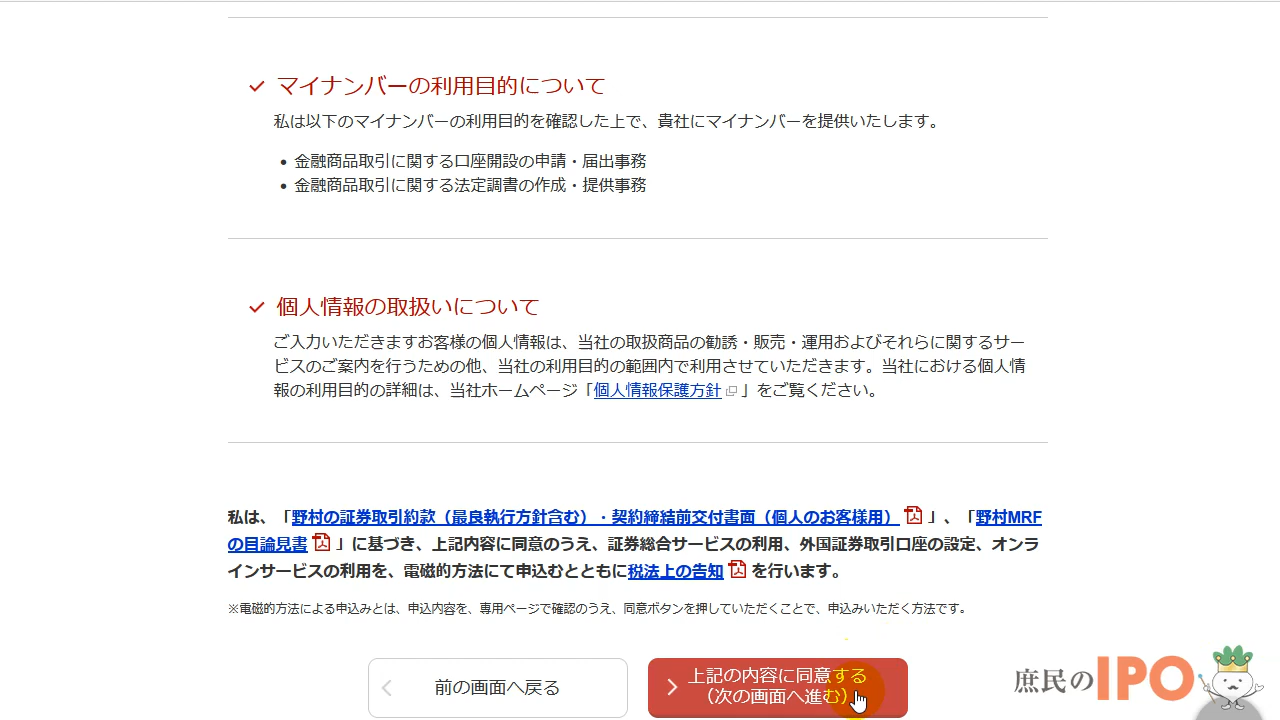 マイナンバーの利用目的について
私は以下のマイナンバーの利用目的を確認した上で、貴社にマイナンバーを提供いたします。
• 金融商品取引に関する口座開設の申請・届出事務
• 金融商品取引に関する法定調書の作成・提供事務
個人情報の取扱いについて
ご入力いただきますお客様の個人情報は、当社の取扱商品の勧誘・販売・運用およびそれらに関するサー
ビスのご案内を行うための他、当社の利用目的の範囲内で利用させていただきます。当社における個人情
報の利用目的の詳細は、当社ホームページ「個人情報保護方針」をご覧ください。
私は、「野村の証券取引約款（最良執行方針含む）・契約締結前交付書面（個人のお客様用）」、「野村MRF
の目論見書」に基づき、上記内容に同意のうえ、証券総合サービスの利用、外国証券取引口座の設定、オンラ
インサービスの利用を、電磁的方法にて申込むとともに税法上の告知を行います。
※電磁的方法による申込みとは、申込内容を、専用ページで確認のうえ、同意ボタンを押していただくことで、申込みいただく方法です。
前の画面へ戻る
上記の内容に同意する
（次の画面へ進む）
庶民のIPO